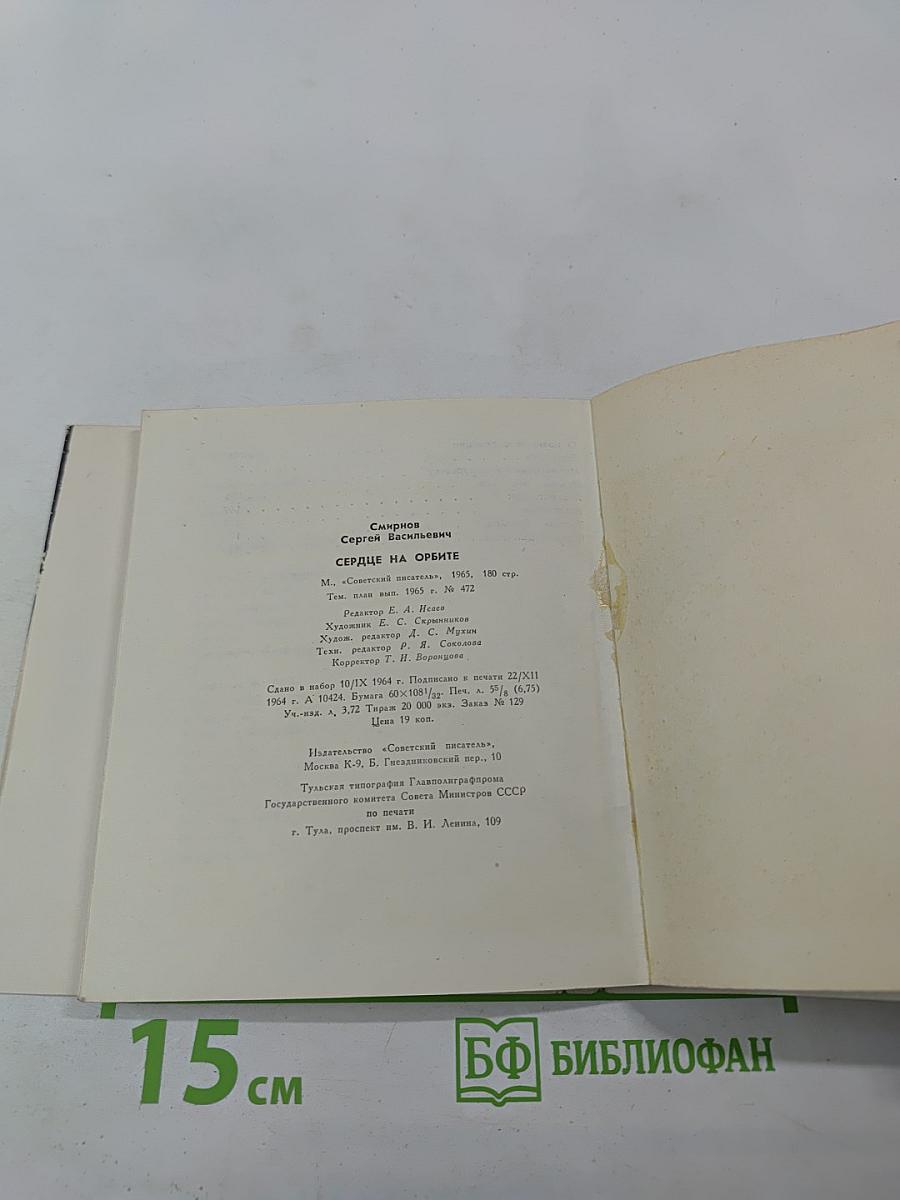 Смирнов
Сергей Васильевич
СЕРДЦЕ НА ОРБИТЕ
М., «Советский писатель», 1965, 180 стр.
Тем. план вып. 1965 г. № 472
Редактор Е. А. Исаев
Художник Е. С. Скрынников
Худож. редактор Д. С. Мухин
Техн. редактор Р. Я. Соколова
Корректор Т. Н. Воронцова
Сдано в набор 10/IX 1964 г. Подписано к печати 22/XII
1964 г. А 10424. Бумага 60×108 1/32. Печ. л. 5 5/8 (6,75)
Уч.-изд. л. 3,72 Тираж 20 000 экз. Заказ № 129
Цена 19 коп.
Издательство «Советский писатель»,
Москва К-9, Б. Гнездниковский пер., 10
Тульская типография Главполиграфпрома
Государственного комитета Совета Министров СССР
по печати
г. Тула, проспект им. В. И. Ленина, 109
15 см
БФ БИБЛИОФАН